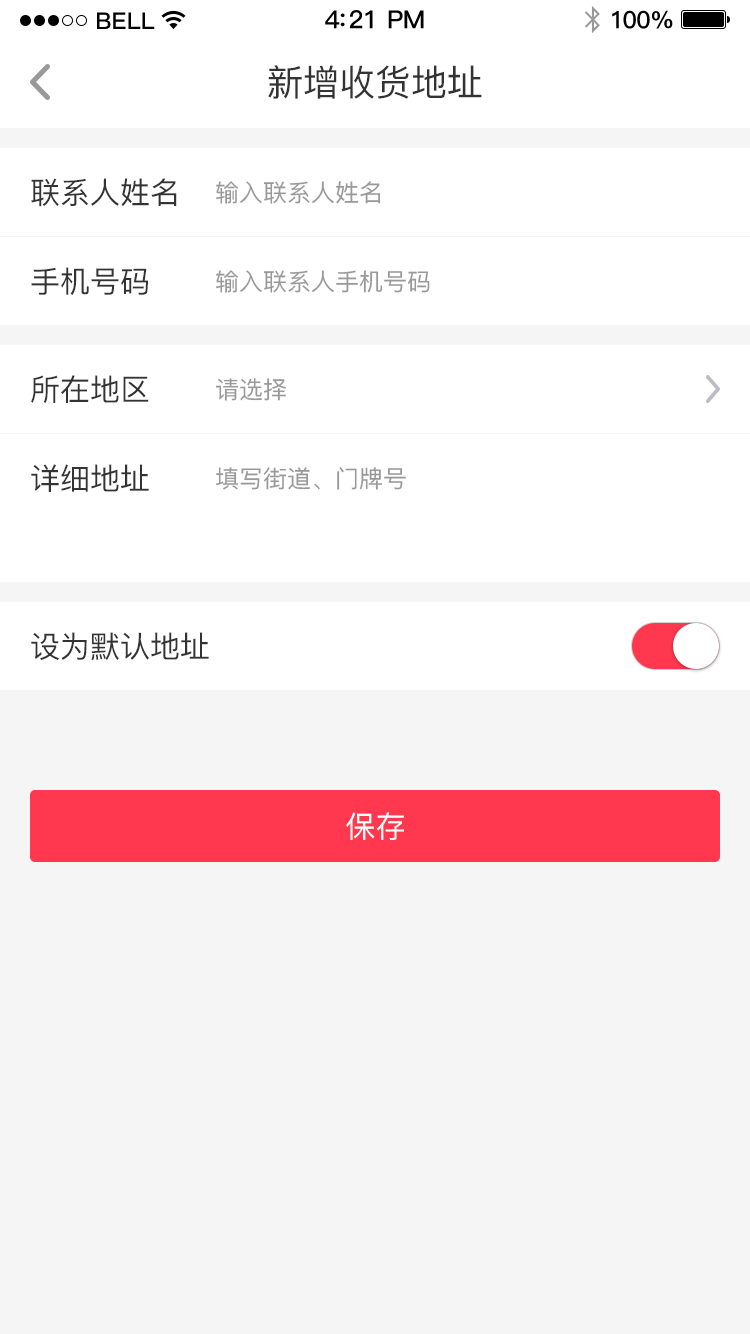 BELL 4:21 PM 100%
新增收货地址
联系人姓名 输入联系人姓名
手机号码 输入联系人手机号码
所在地区 请选择
详细地址 填写街道、门牌号
设为默认地址
保存